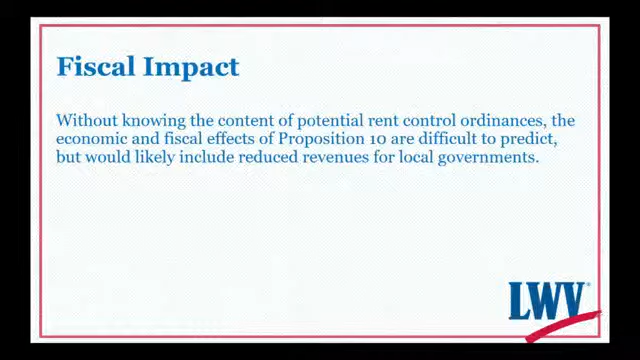 Fiscal Impact
Without knowing the content of potential rent control ordinances, the
economic and fiscal effects of Proposition 10 are difficult to predict,
but would likely include reduced revenues for local governments.
LWV®